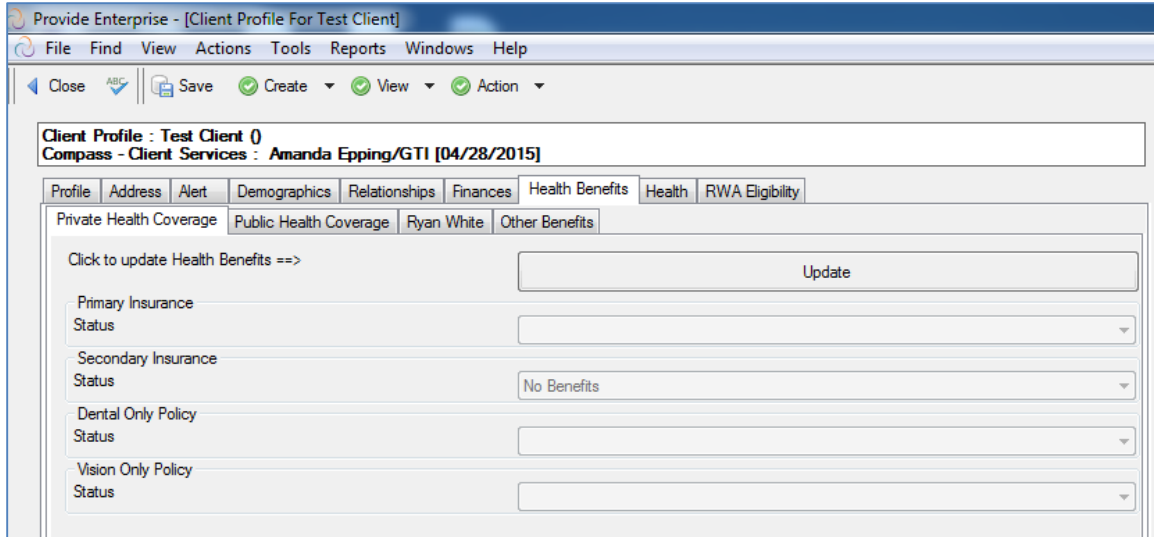 Provide Enterprise - [Client Profile For Test Client]
File Find View Actions Tools Reports Windows Help
Close ABC Save Create View Action
Client Profile : Test Client ()
Compass - Client Services : Amanda Epping/GTI [04/28/2015]
Profile Address Alert Demographics Relationships Finances Health Benefits Health RWA Eligibility
Private Health Coverage Public Health Coverage Ryan White Other Benefits
Click to update Health Benefits ==> Update
Primary Insurance
Status
Secondary Insurance
Status No Benefits
Dental Only Policy
Status
Vision Only Policy
Status